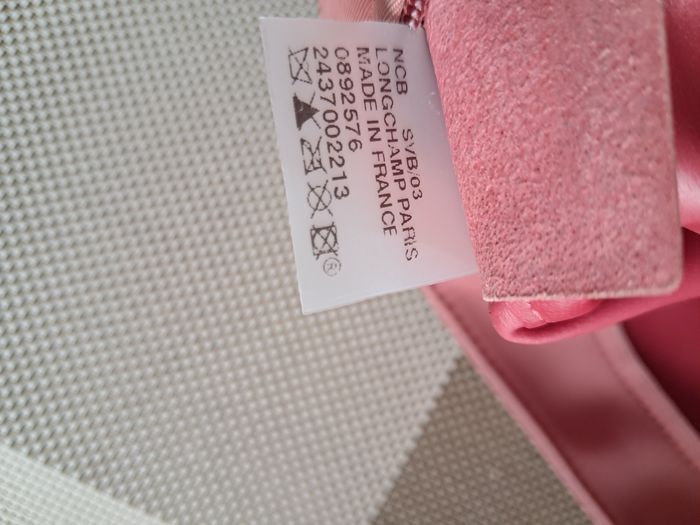 NCB SVB/03
LONGCHAMP PARIS
MADE IN FRANCE
0892576
2437002213
®